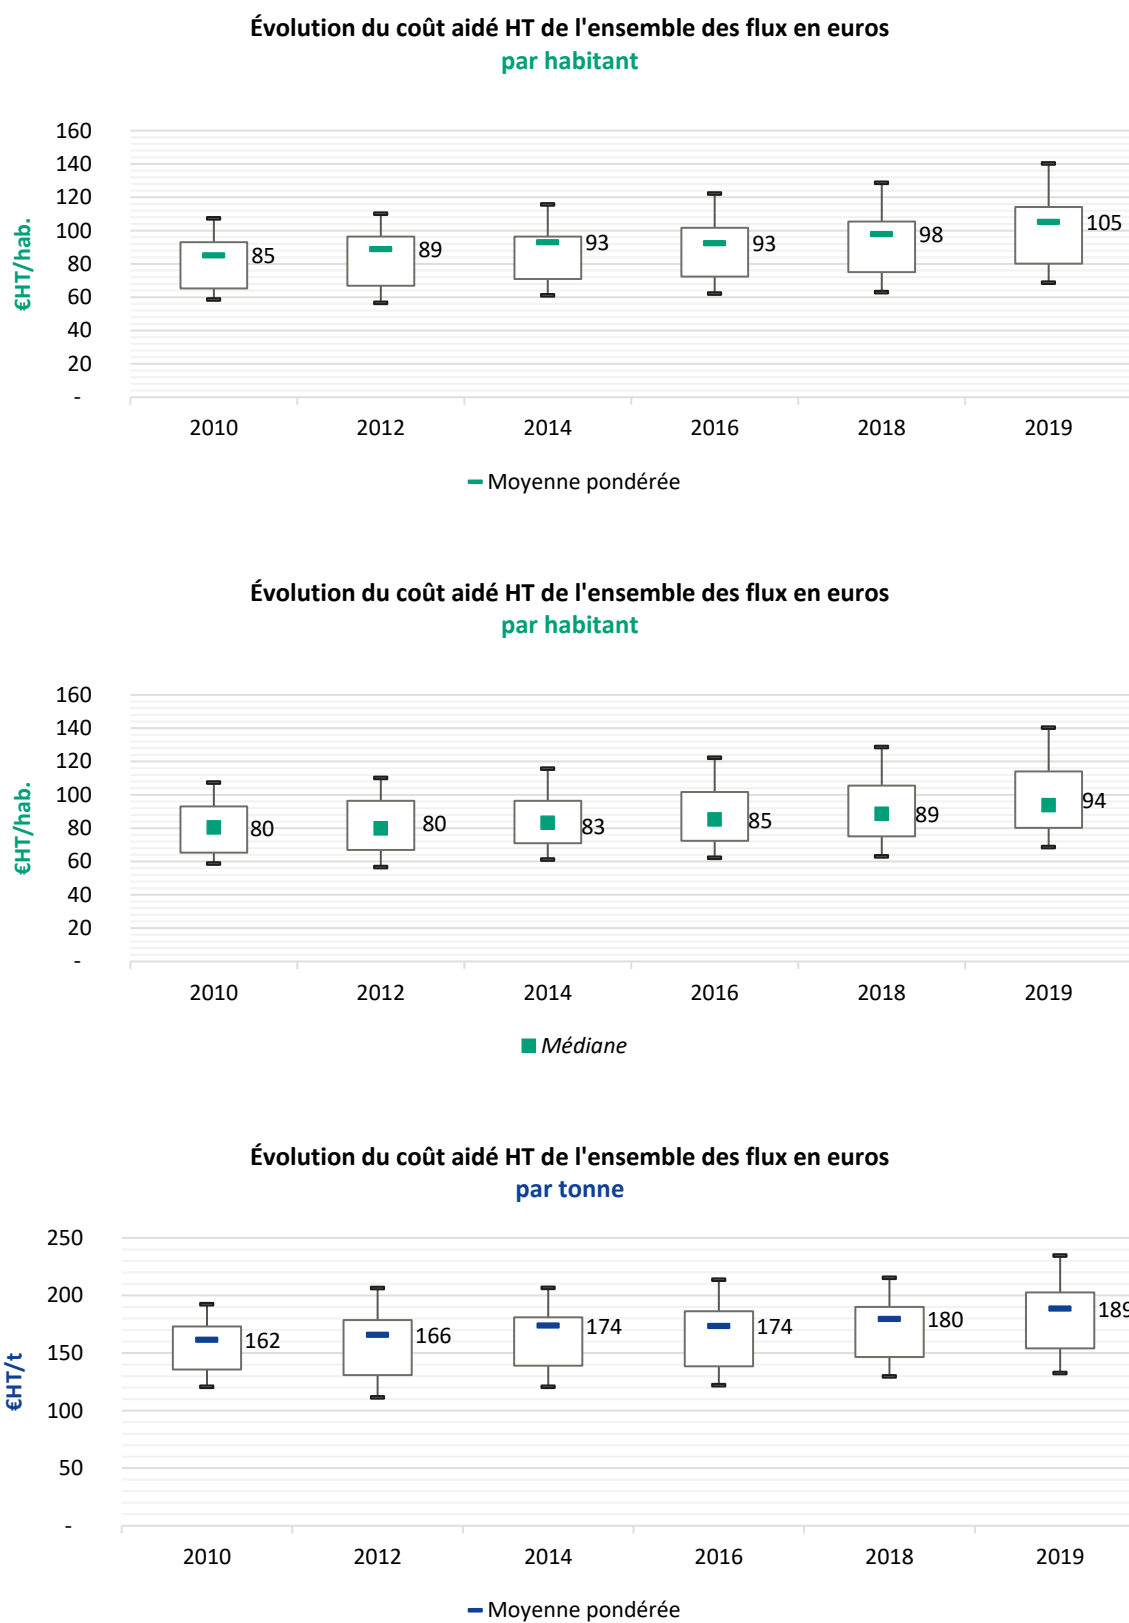 Évolution du coût aidé HT de l'ensemble des flux en euros
par habitant
€HT/hab.
160
140
120
100
80
60
40
20
-
85
89
93
93
98
105
2010 2012 2014 2016 2018 2019
Moyenne pondérée
Évolution du coût aidé HT de l'ensemble des flux en euros
par habitant
€HT/hab.
160
140
120
100
80
60
40
20
-
80
80
83
85
89
94
2010 2012 2014 2016 2018 2019
Médiane
Évolution du coût aidé HT de l'ensemble des flux en euros
par tonne
€HT/t
250
200
150
100
50
-
162
166
174
174
180
189
2010 2012 2014 2016 2018 2019
Moyenne pondérée